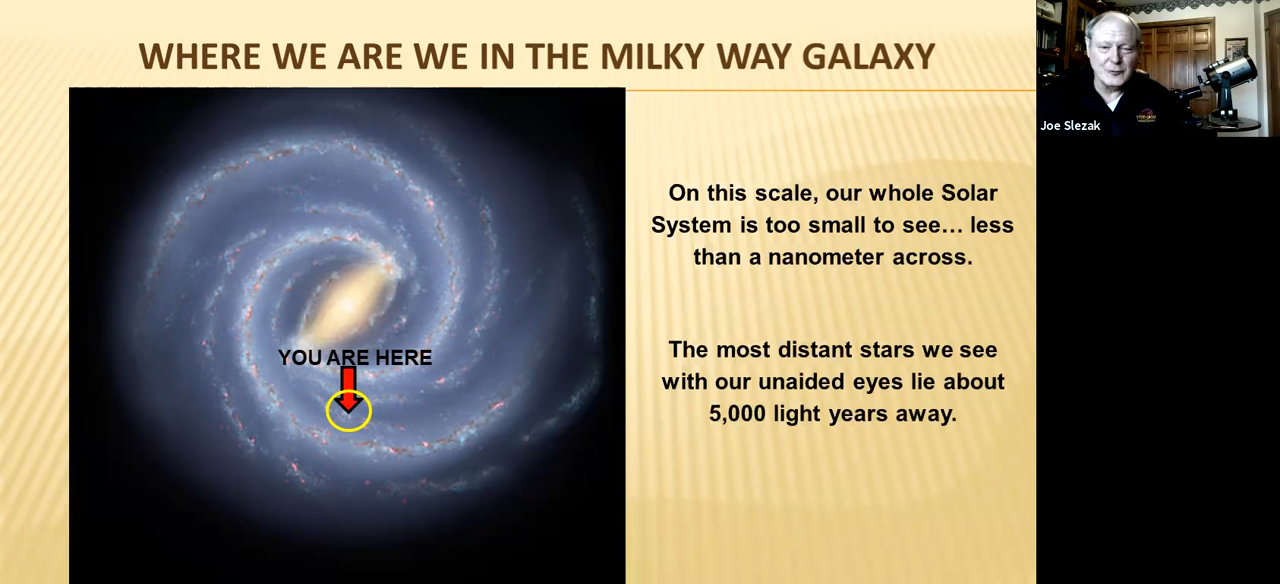 WHERE WE ARE WE IN THE MILKY WAY GALAXY
On this scale, our whole Solar
System is too small to see... less
than a nanometer across.
The most distant stars we see
with our unaided eyes lie about
5,000 light years away.
YOU ARE HERE
Joe Slezak